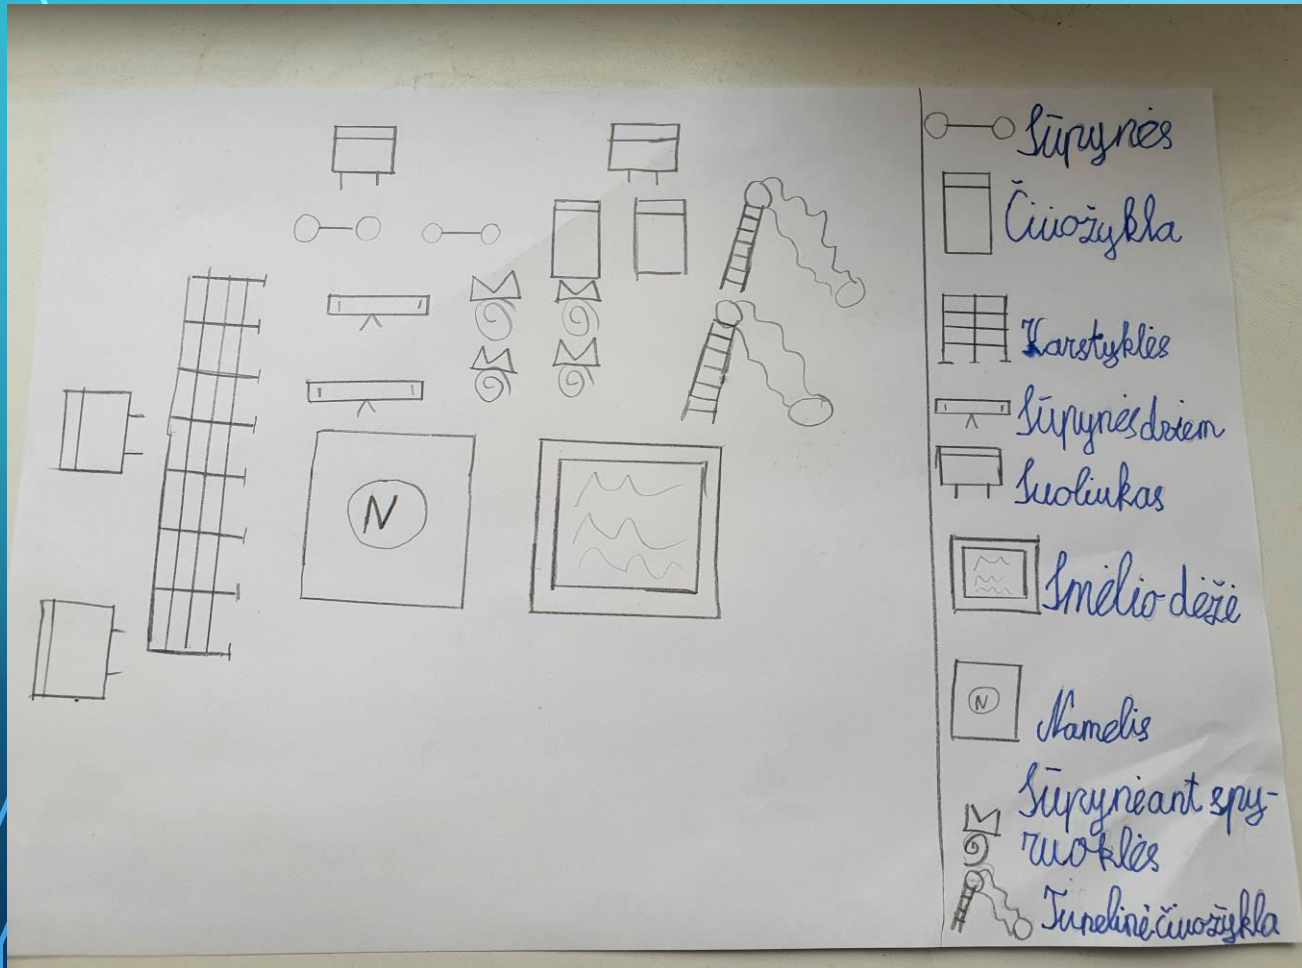 Sūpynės
Čiuožykla
Karstyklės
Sūpynės dviem
Suoliukas
N
Smėlio dėžė
N
Namelis
Sūpynė ant spy-
ruoklės
Tunelinė čiuožykla